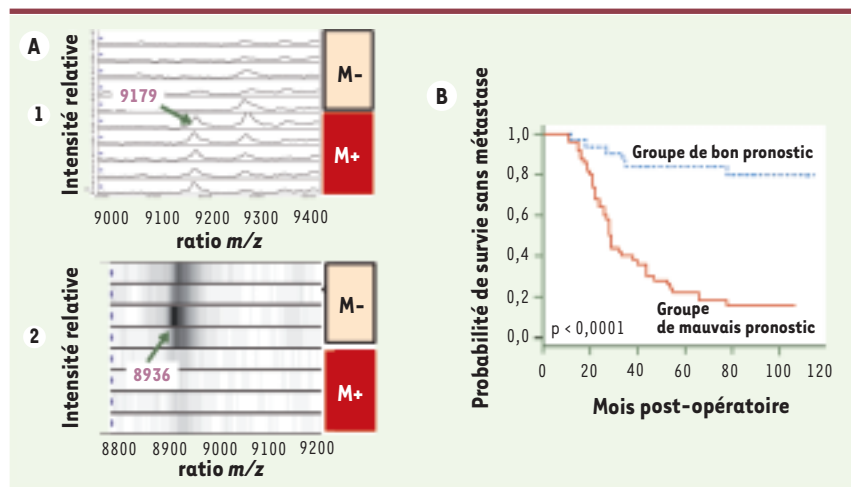 A
1
Intensité relative
9179
M-
M+
9000 9100 9200 9300 9400
ratio m/z
2
Intensité relative
8936
M-
M+
8800 8900 9000 9100 9200
ratio m/z
B
Probabilité de survie sans métastase
1,0
0,8
0,6
0,4
0,2
0,0
Groupe de bon pronostic
Groupe
de mauvais pronostic
p < 0,0001
0 20 40 60 80 100 120
Mois post-opératoire